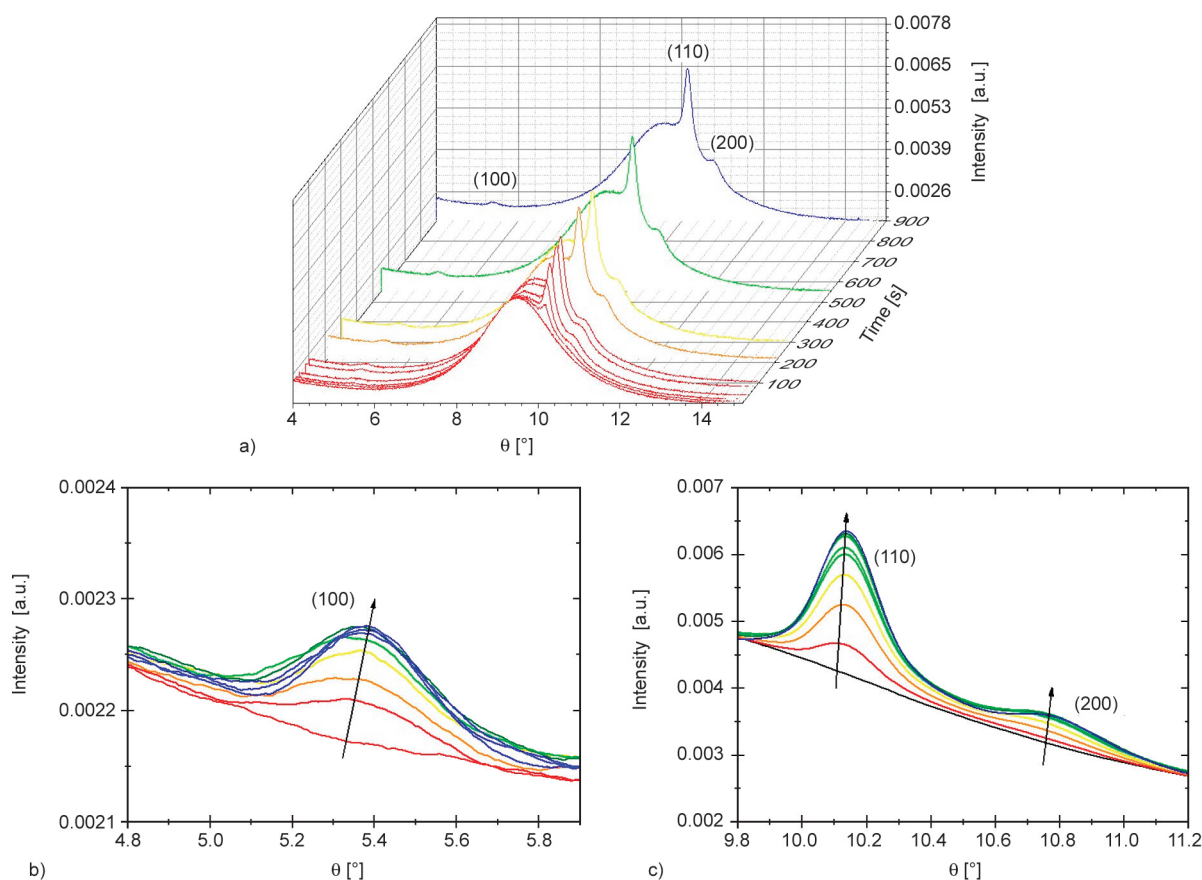 0.0078
(110)
0.0065
0.0053
(200)
0.0039
(100)
0.0026
Intensity [a.u.]
900
800
700
600
500
400
300
200
100
Time [s]
4 6 8 10 12 14
θ [°]
a)
0.0024
0.0023
0.0022
0.0021
Intensity [a.u.]
(100)
4.8 5.0 5.2 5.4 5.6 5.8
θ [°]
b)
0.007
0.006
0.005
0.004
0.003
0.002
Intensity [a.u.]
(110)
(200)
9.8 10.0 10.2 10.4 10.6 10.8 11.0 11.2
θ [°]
c)